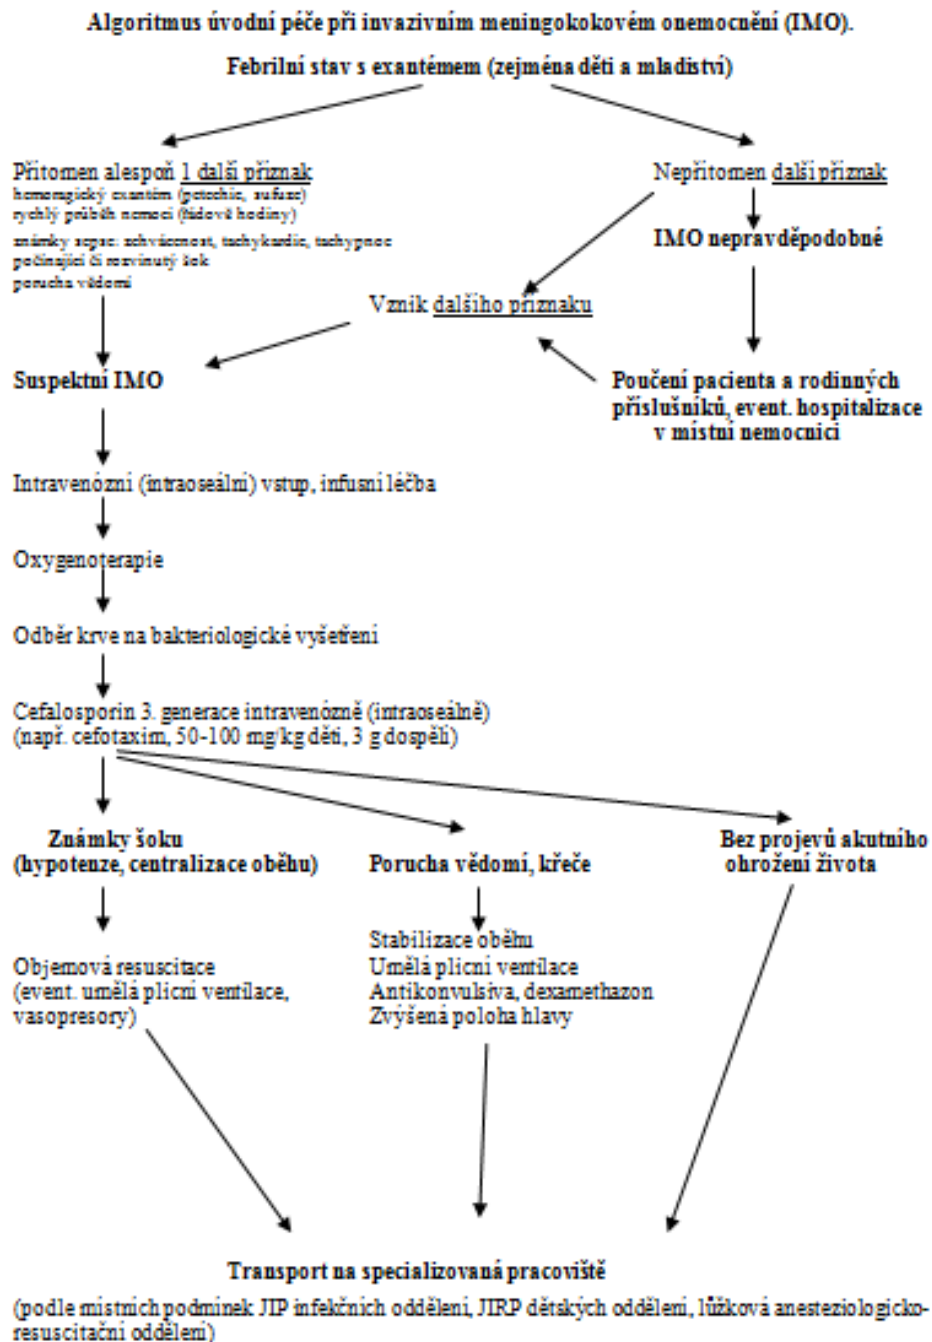 Algoritmus úvodní péče při invazivním meningokokovém onemocnění (IMO).
Febrilní stav s exantémem (zejména děti a mladiství)
Přítomen alespoň 1 další příznak
hemoragický exantém (petechie, sufuze)
rychlý průběh nemoci (řádově hodiny)
známky sepse: schvácenost, tachykardie, tachypnoe
počínající či rozvinutý šok
porucha vědomí
Nepřítomen další příznak
IMO nepravděpodobné
Vznik dalšího příznaku
Suspektní IMO
Poučení pacienta a rodinných
příslušníků, event. hospitalizace
v místní nemocnici
Intravenózní (intraoseální) vstup, infusní léčba
Oxygenoterapie
Odběr krve na bakteriologické vyšetření
Cefalosporin 3. generace intravenózně (intraoseálně)
(např. cefotaxim, 50-100 mg/kg děti, 3 g dospělí)
Známky šoku
(hypotenze, centralizace oběhu)
Porucha vědomí, křeče
Bez projevů akutního
ohrožení života
Objemová resuscitace
(event. umělá plicní ventilace,
vasopresory)
Stabilizace oběhu
Umělá plicní ventilace
Antikonvulsíva, dexamethazon
Zvýšená poloha hlavy
Transport na specializovaná pracoviště
(podle místních podmínek JIP infekčních oddělení, JIRP dětských oddělení, lůžková anesteziologicko-
resuscitační oddělení)